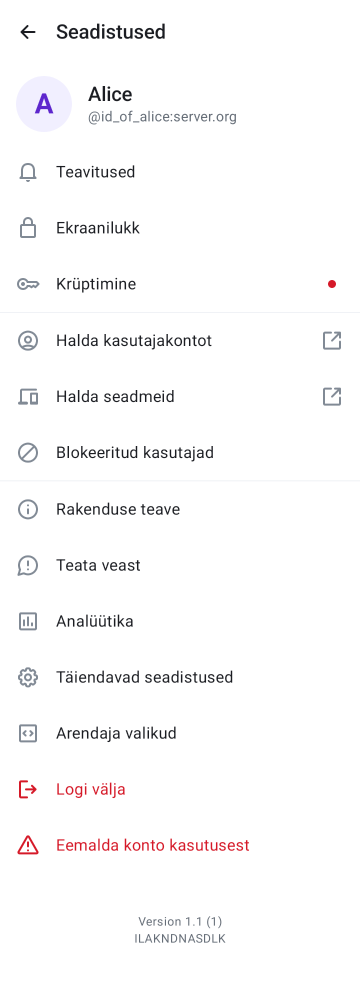 Seadistused
A
Alice
@id_of_alice:server.org
Teavitused
Ekraanilukk
Krüptimine
Halda kasutajakontot
Halda seadmeid
Blokeeritud kasutajad
Rakenduse teave
Teata veast
Analüütika
Täiendavad seadistused
Arendaja valikud
Logi välja
Eemalda konto kasutusest
Version 1.1 (1)
ILAKNDNASDLK